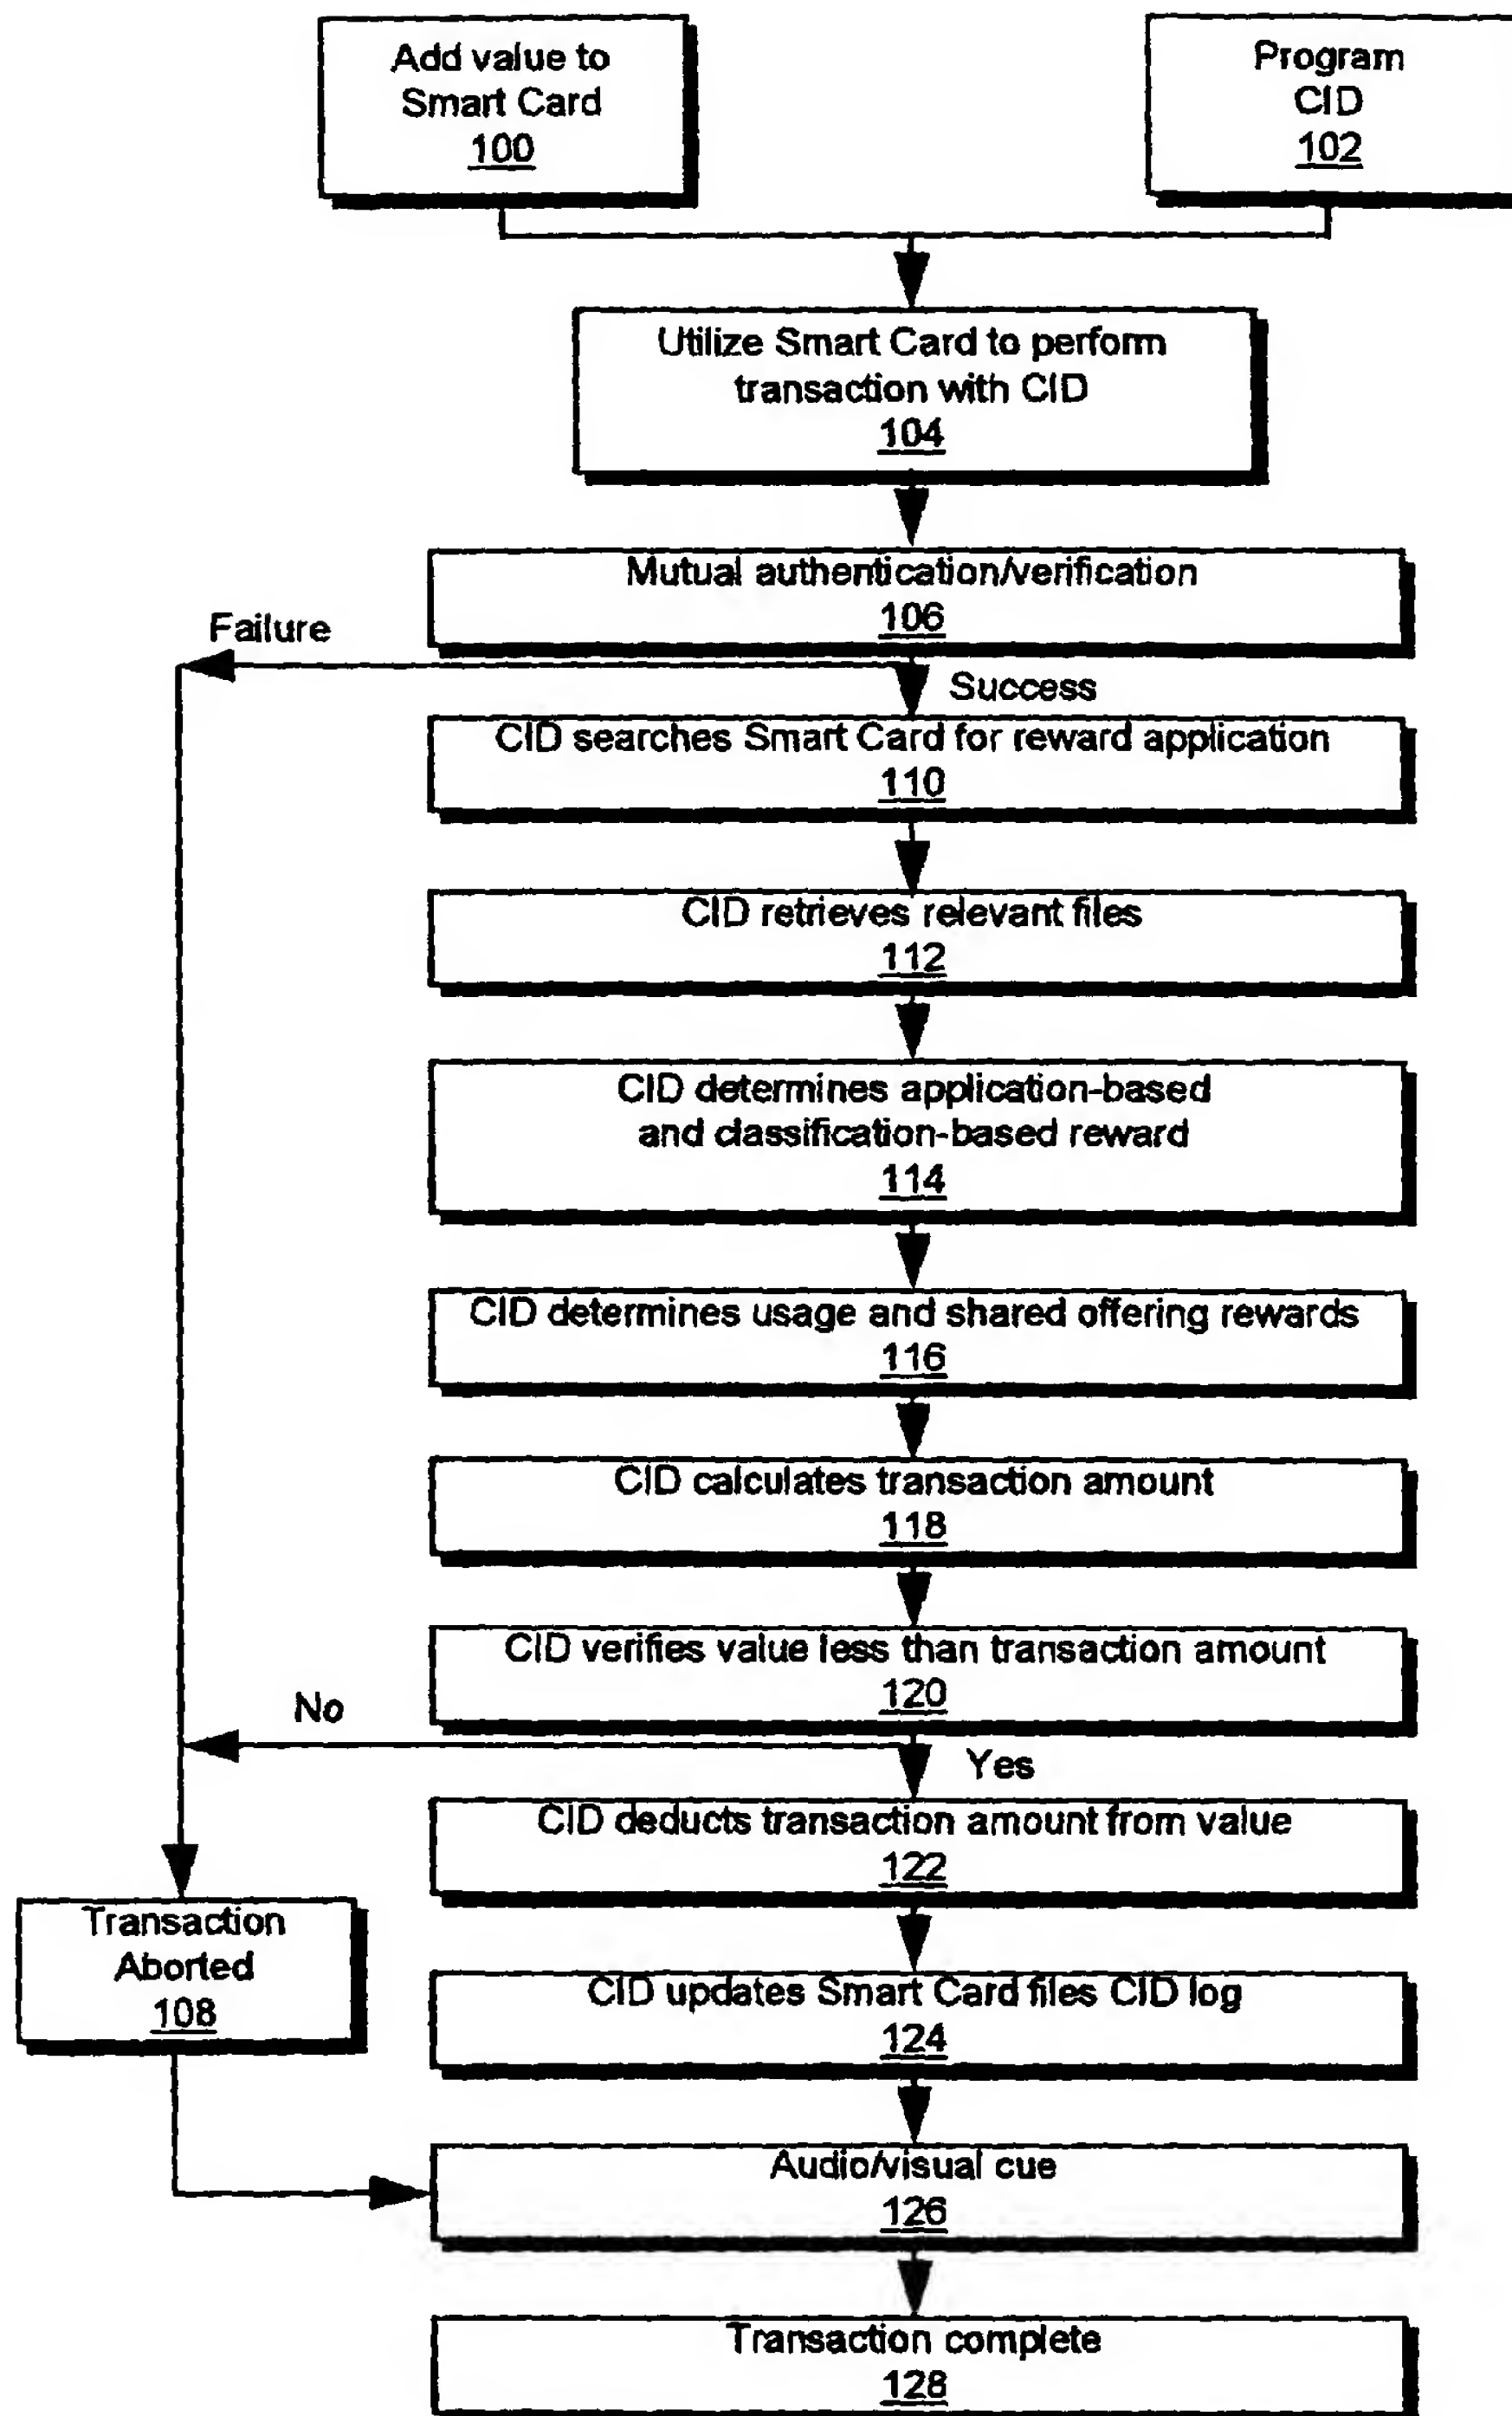 Add value to
Smart Card
100
Program
CID
102
Utilize Smart Card to perform
transaction with CID
104
Mutual authentication/verification
106
Failure
Success
CID searches Smart Card for reward application
110
CID retrieves relevant files
112
CID determines application-based
and classification-based reward
114
CID determines usage and shared offering rewards
116
CID calculates transaction amount
118
CID verifies value less than transaction amount
120
No
Yes
CID deducts transaction amount from value
122
Transaction
Aborted
108
CID updates Smart Card files CID log
124
Audio/visual cue
126
Transaction complete
128